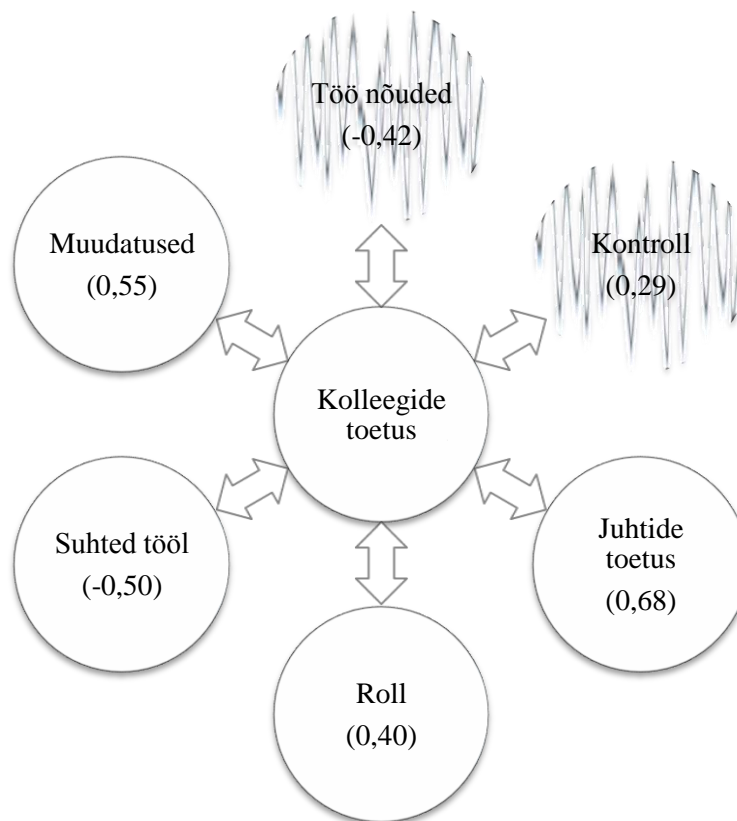 Töö nõuded
(-0,42)
Muudatused
(0,55)
Kontroll
(0,29)
Kolleegide
toetus
Suhted tööl
(-0,50)
Juhtide
toetus
(0,68)
Roll
(0,40)